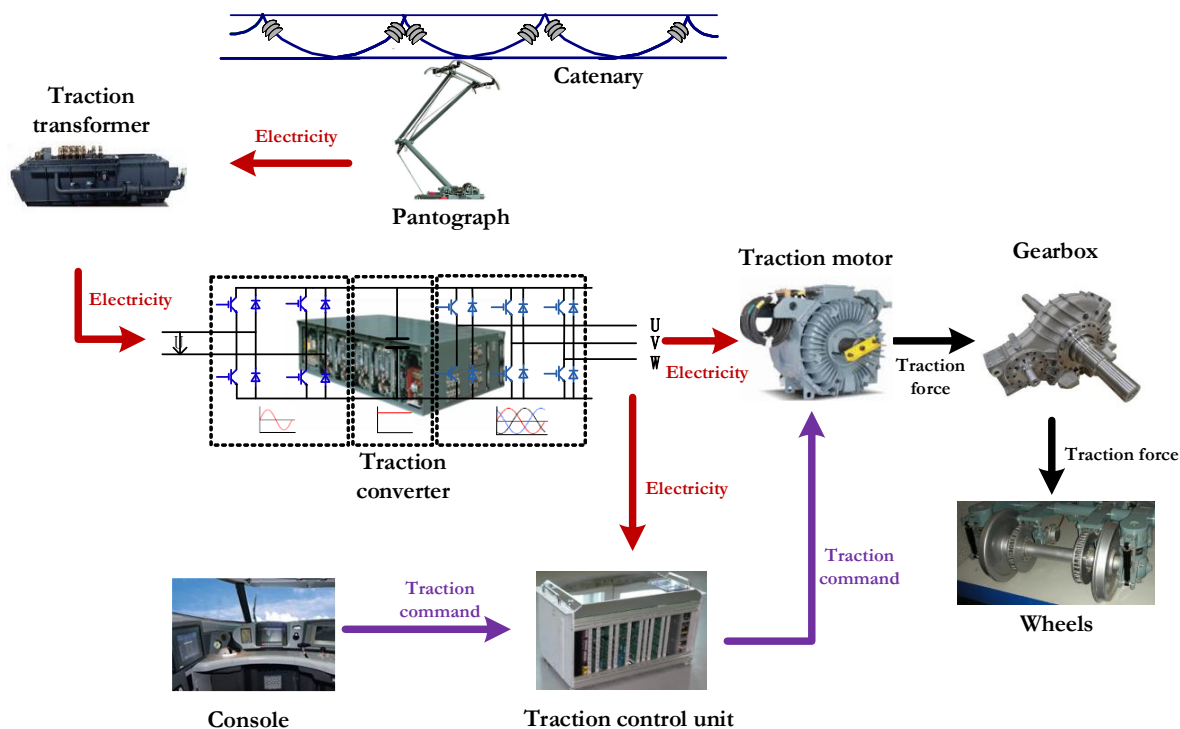 Catenary
Traction
transformer
Electricity
Pantograph
Electricity
Traction motor
Gearbox
U
V
W
Electricity
Traction
force
Traction
converter
Traction force
Electricity
Traction
command
Traction
command
Wheels
Console
Traction control unit